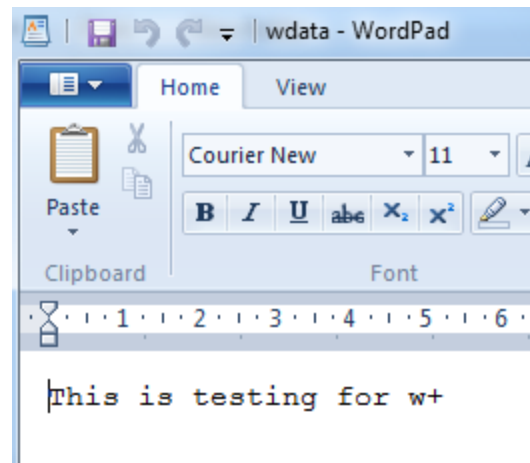 wdata - WordPad
Home View
Courier New 11
Paste
B I U abc X₂ X²
Clipboard Font
1 2 3 4 5 6
This is testing for w+